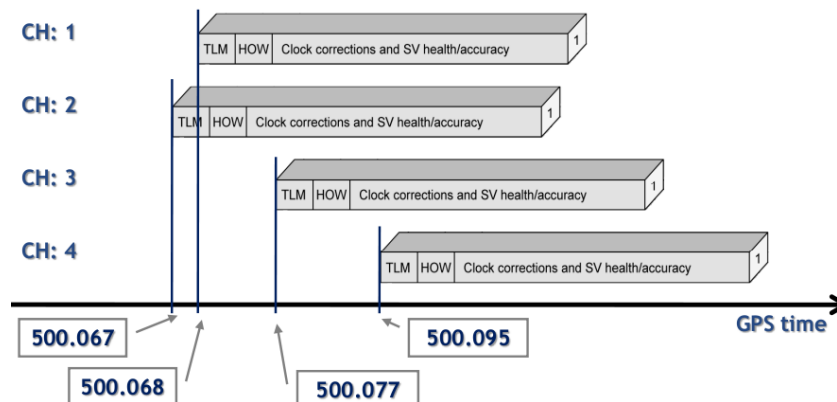 CH: 1
TLM HOW Clock corrections and SV health/accuracy 1
CH: 2
TLM HOW Clock corrections and SV health/accuracy 1
CH: 3
TLM HOW Clock corrections and SV health/accuracy 1
CH: 4
TLM HOW Clock corrections and SV health/accuracy 1
GPS time
500.067
500.095
500.068
500.077